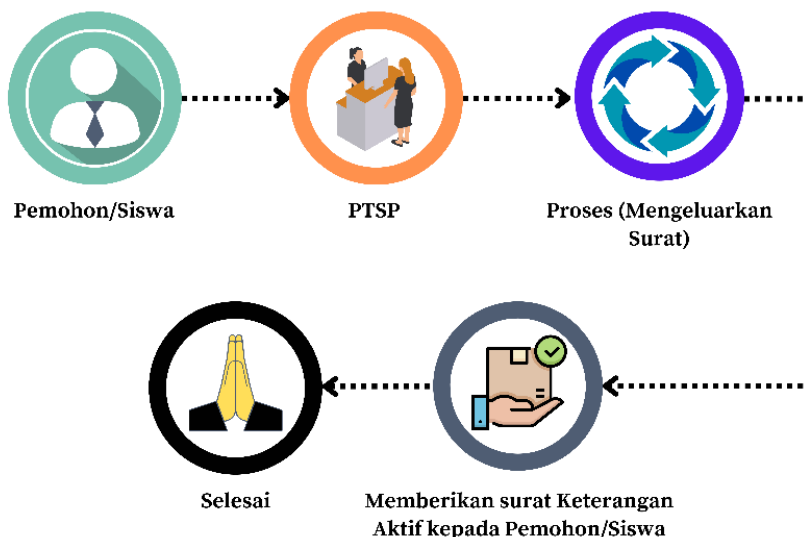 Pemohon/Siswa
PTSP
Proses (Mengeluarkan
Surat)
Selesai
Memberikan surat Keterangan
Aktif kepada Pemohon/Siswa